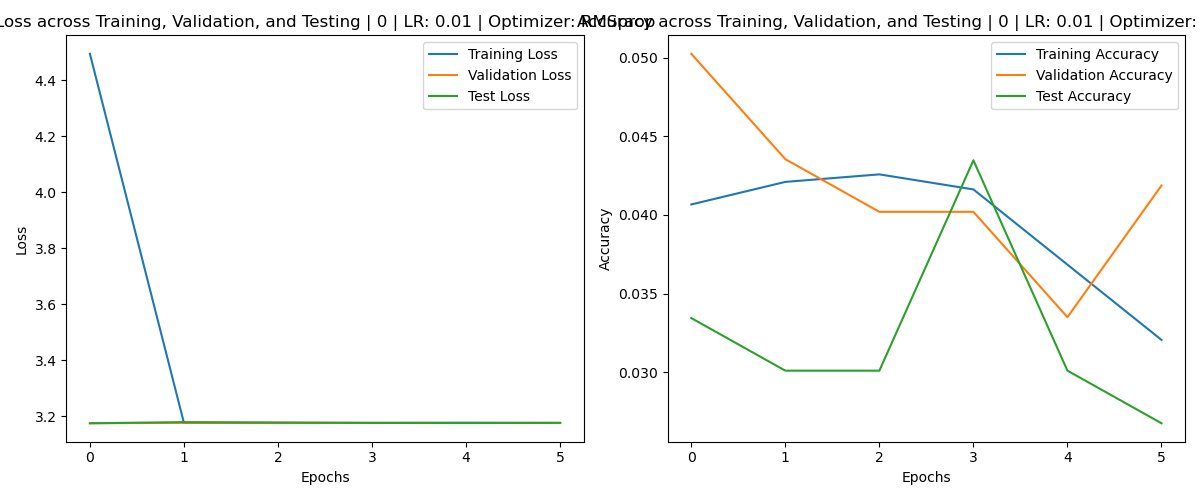 Loss across Training, Validation, and Testing | 0 | LR: 0.01 | Optimizer: RMSprop
Accuracy across Training, Validation, and Testing | 0 | LR: 0.01 | Optimizer:
Training Loss
Validation Loss
Test Loss
4.4
4.2
4.0
3.8
3.6
3.4
3.2
Loss
0 1 2 3 4 5
Epochs
Training Accuracy
Validation Accuracy
Test Accuracy
0.050
0.045
0.040
0.035
0.030
Accuracy
0 1 2 3 4 5
Epochs